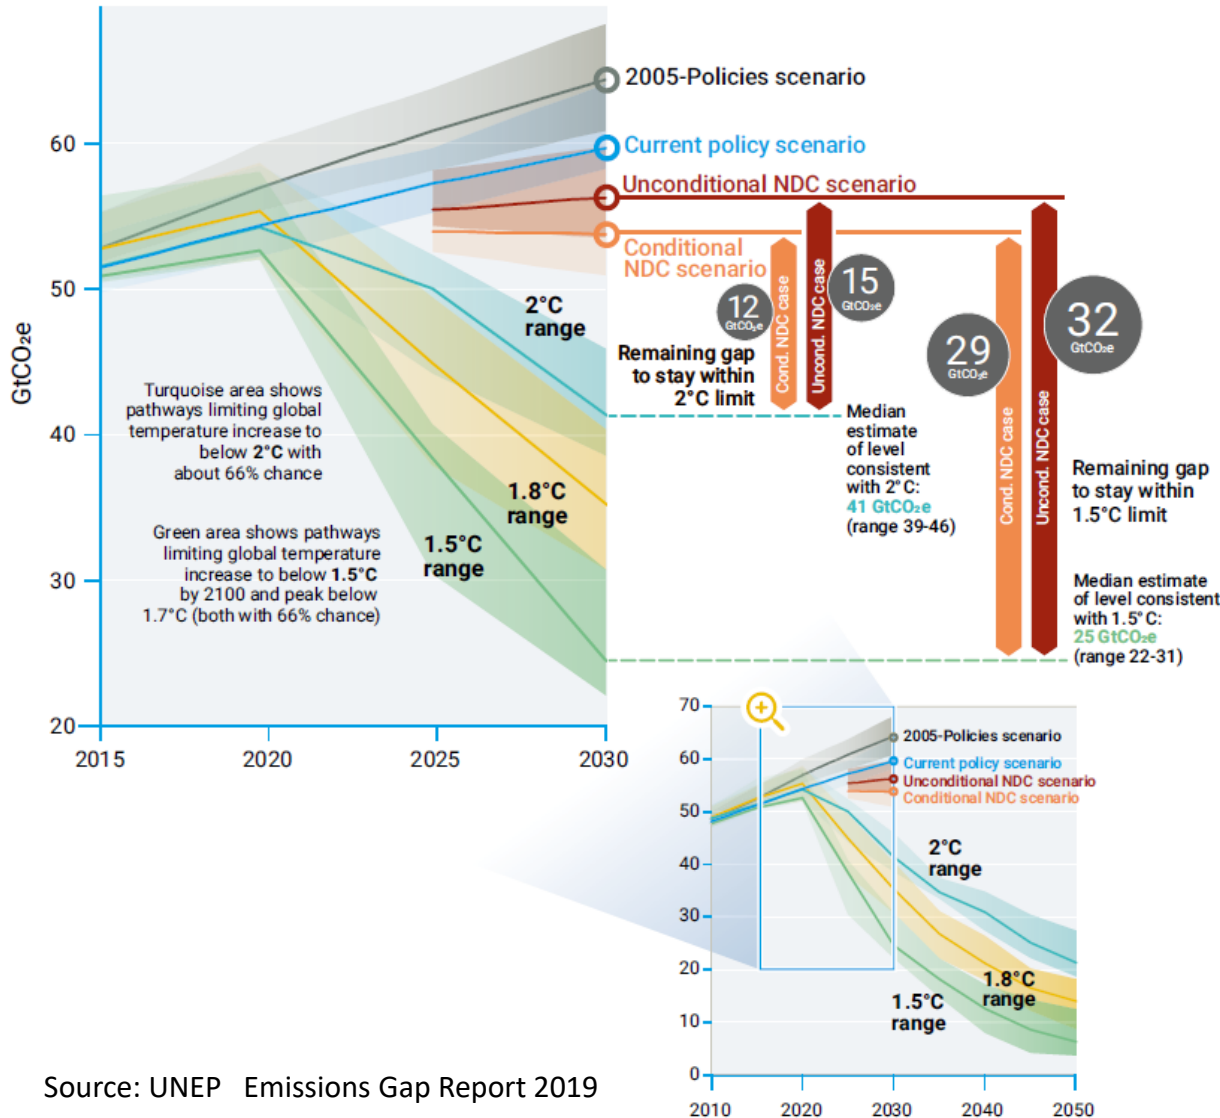 2005-Policies scenario
60
Current policy scenario
Unconditional NDC scenario
Conditional
NDC scenario
50
GtCO₂e
2°C
range
12
GtCO₂e
15
GtCO₂e
29
GtCO₂e
32
GtCO₂e
Cond. NDC case
Uncond. NDC case
Cond. NDC case
Uncond. NDC case
Remaining gap
to stay within
2°C limit
Turquoise area shows
pathways limiting global
temperature increase to
below 2°C with
about 66% chance
40
Median
estimate
of level
consistent
with 2°C:
41 GtCO₂e
(range 39-46)
Remaining gap
to stay within
1.5°C limit
1.8°C
range
1.5°C
range
Green area shows pathways
limiting global temperature
increase to below 1.5°C
by 2100 and peak below
1.7°C (both with 66% chance)
30
Median estimate
of level consistent
with 1.5°C:
25 GtCO₂e
(range 22-31)
20
2015 2020 2025 2030
70
2005-Policies scenario
60
Current policy scenario
Unconditional NDC scenario
Conditional NDC scenario
50
2°C
range
40
30
20
1.8°C
range
1.5°C
range
10
0
2010 2020 2030 2040 2050
Source: UNEP Emissions Gap Report 2019